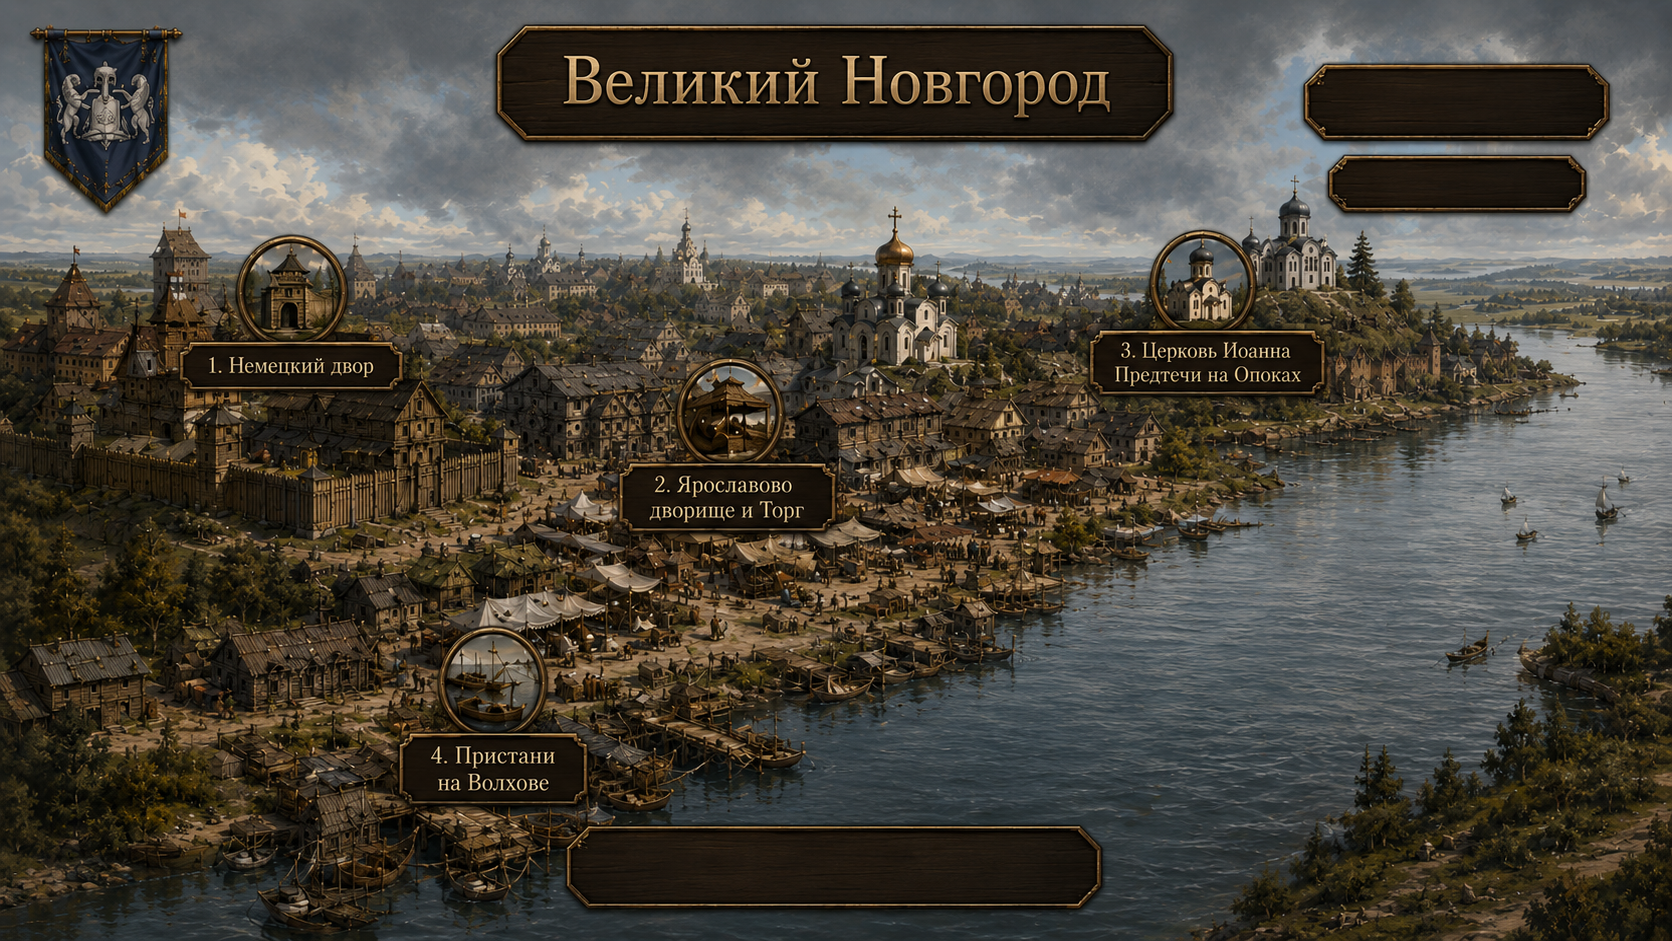 Великий Новгород
1. Немецкий двор
3. Церковь Иоанна
Предтечи на Опоках
2. Ярославово
дворище и Торг
4. Пристани
на Волхове